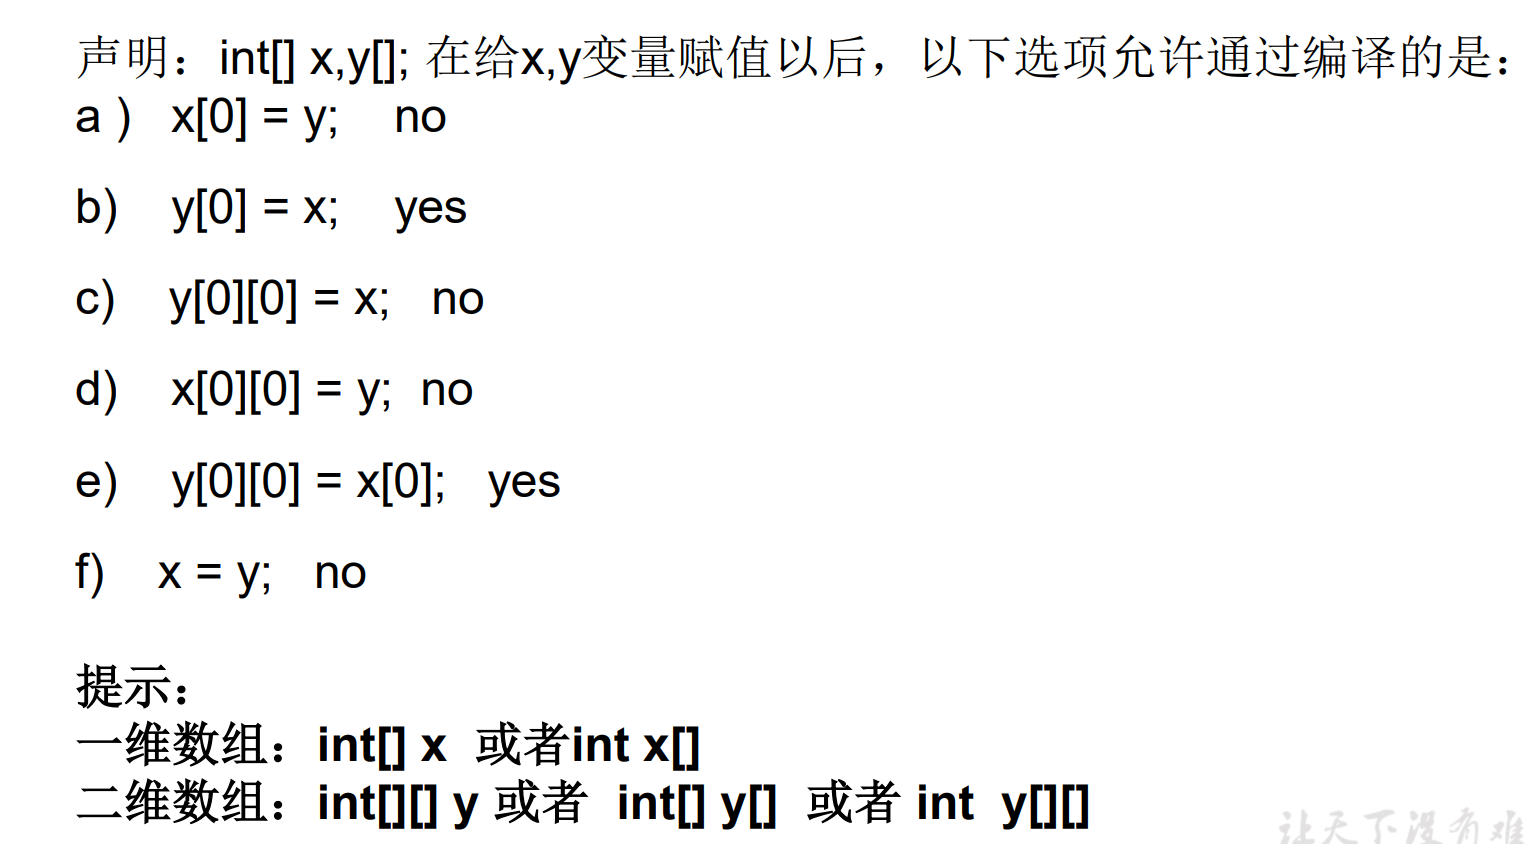 声明：int[] x,y[]; 在给x,y变量赋值以后，以下选项允许通过编译的是：
a ) x[0] = y; no
b) y[0] = x; yes
c) y[0][0] = x; no
d) x[0][0] = y; no
e) y[0][0] = x[0]; yes
f) x = y; no
提示：
一维数组：int[] x 或者int x[]
二维数组：int[][] y 或者 int[] y[] 或者 int y[][]
让天下没有难